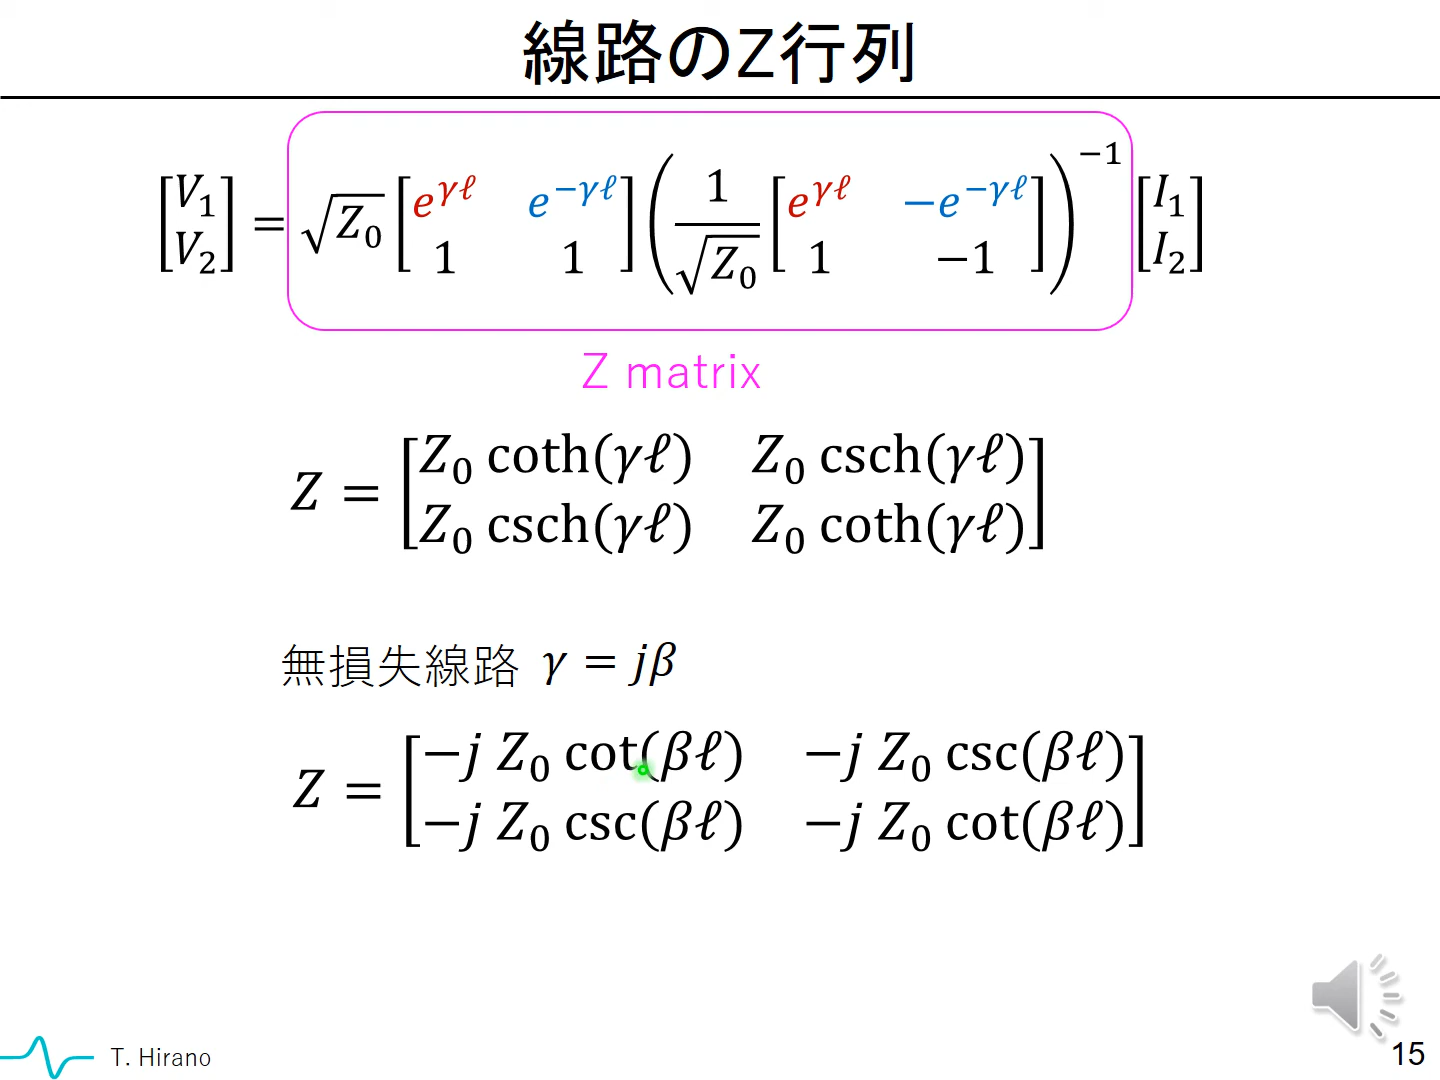 線路のZ行列
[V₁ V₂] = √Z₀ [e^{γℓ} e^{−γℓ}; 1 1] (1/√Z₀ [e^{γℓ} −e^{−γℓ}; 1 −1])^{−1} [I₁ I₂]
Z matrix
Z = [Z₀ coth(γℓ) Z₀ csch(γℓ); Z₀ csch(γℓ) Z₀ coth(γℓ)]
無損失線路 γ = jβ
Z = [−j Z₀ cot(βℓ) −j Z₀ csc(βℓ); −j Z₀ csc(βℓ) −j Z₀ cot(βℓ)]
T. Hirano
15